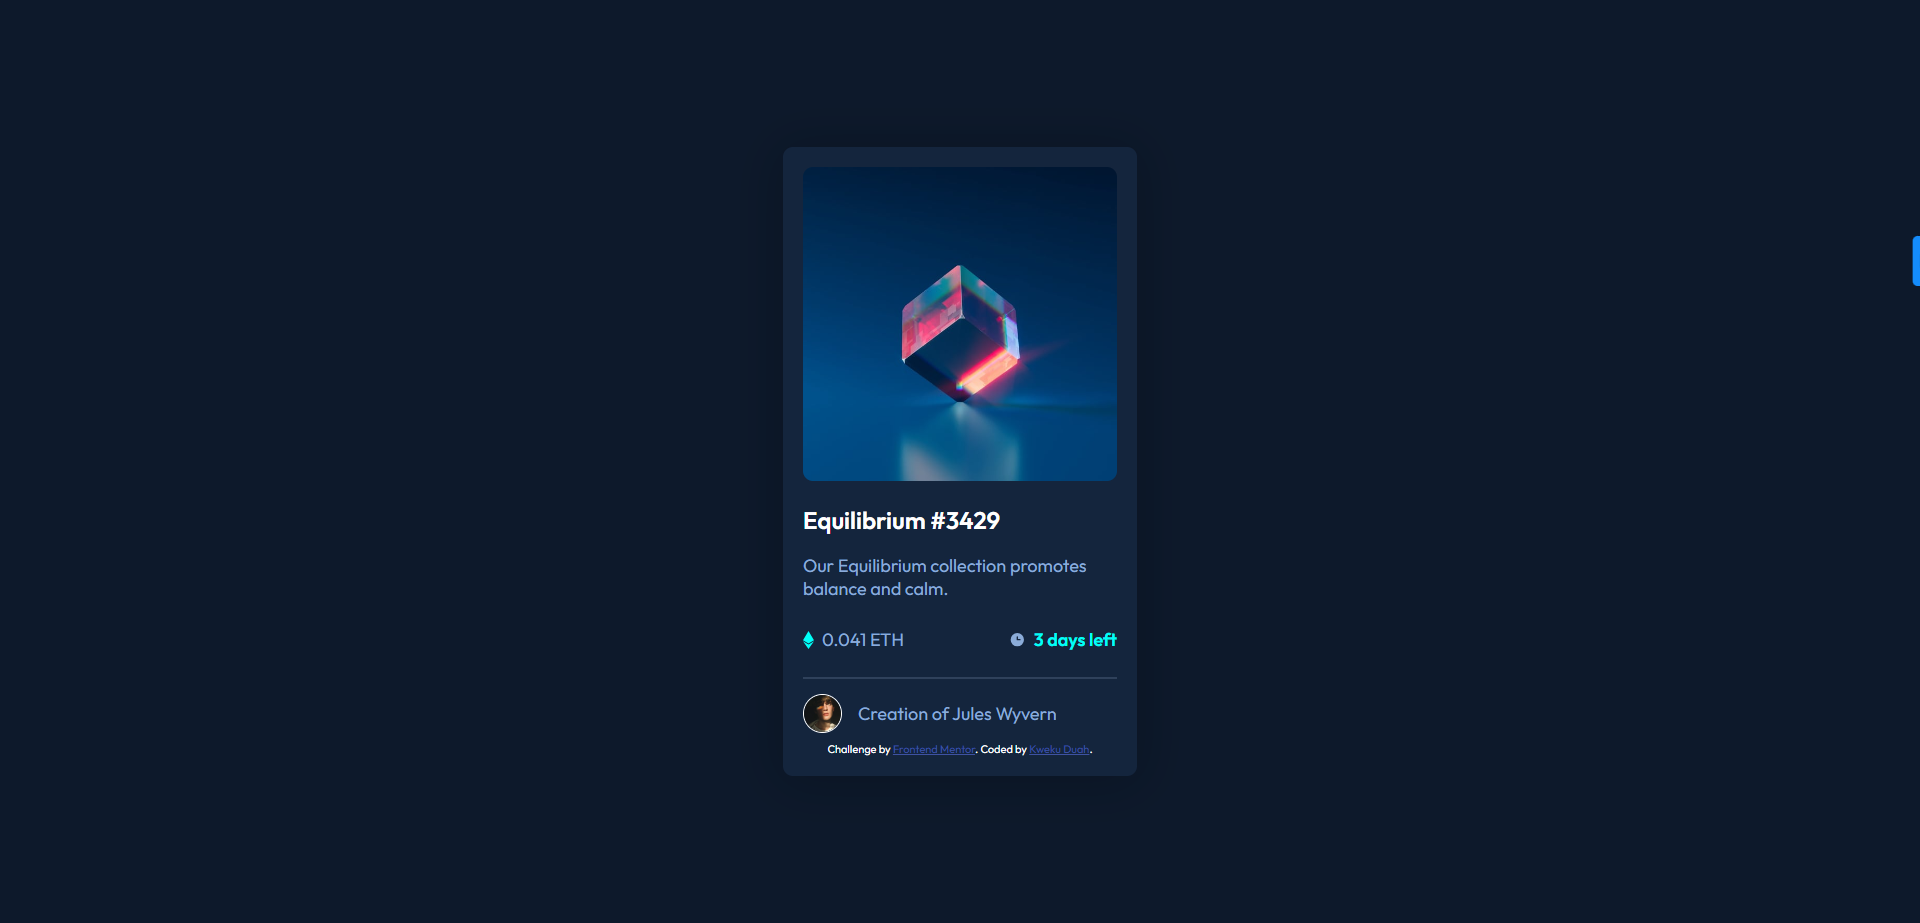 Equilibrium #3429
Our Equilibrium collection promotes
balance and calm.
0.041 ETH
3 days left
Creation of Jules Wyvern
Challenge by Frontend Mentor. Coded by Kweku Duah.